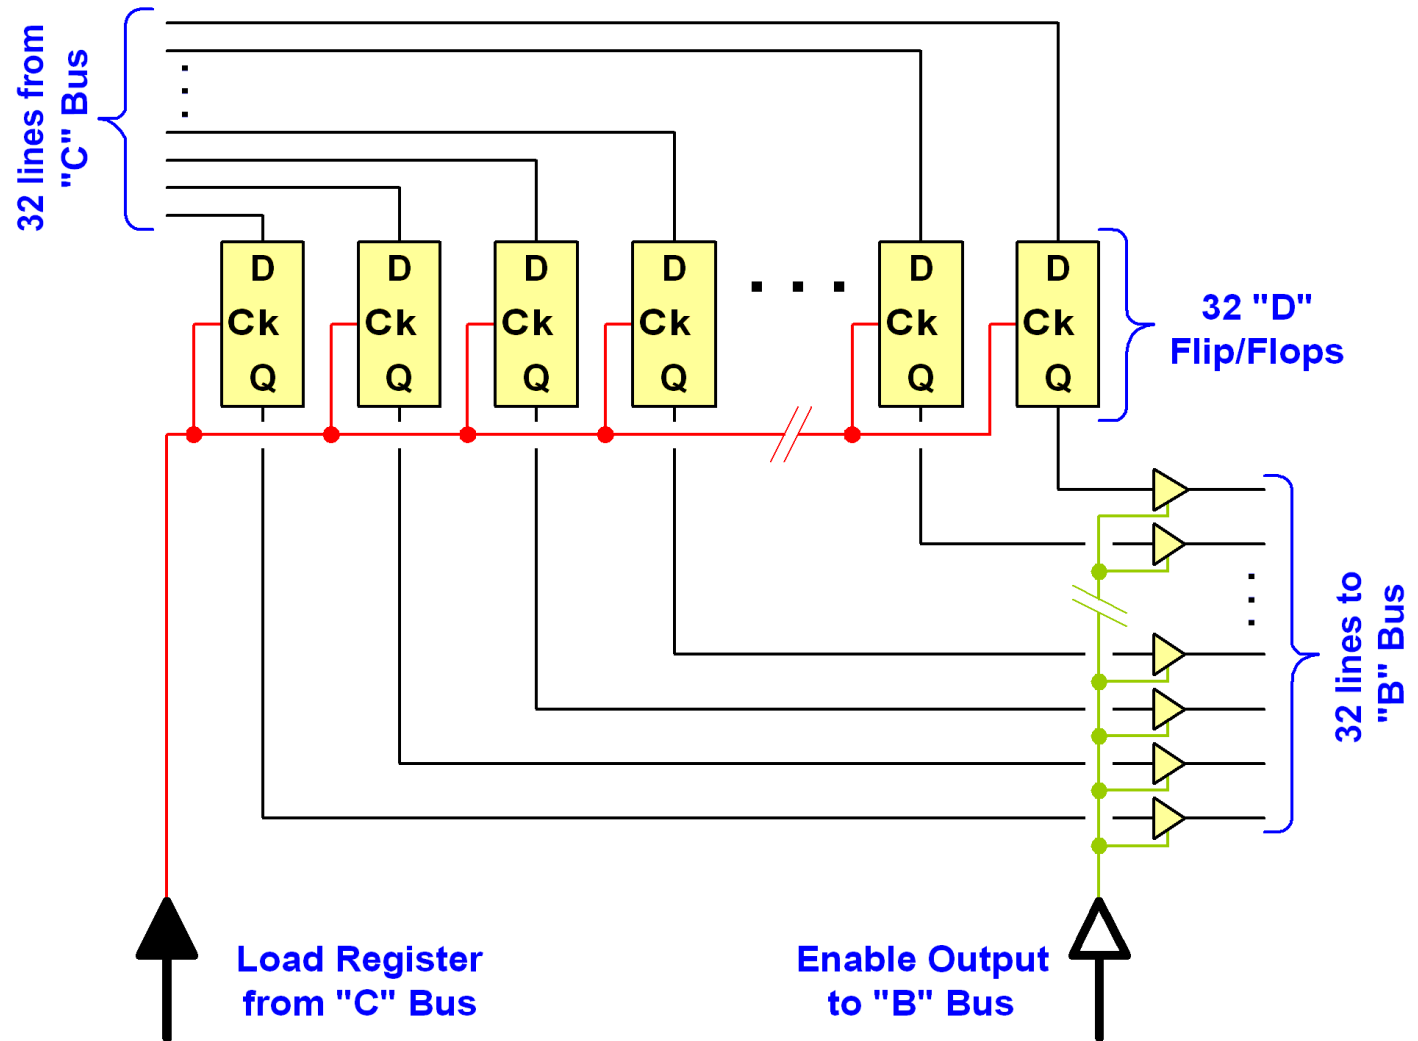 32 lines from
"C" Bus
D
Ck
Q
D
Ck
Q
D
Ck
Q
D
Ck
Q
D
Ck
Q
D
Ck
Q
32 "D"
Flip/Flops
32 lines to
"B" Bus
Load Register
from "C" Bus
Enable Output
to "B" Bus